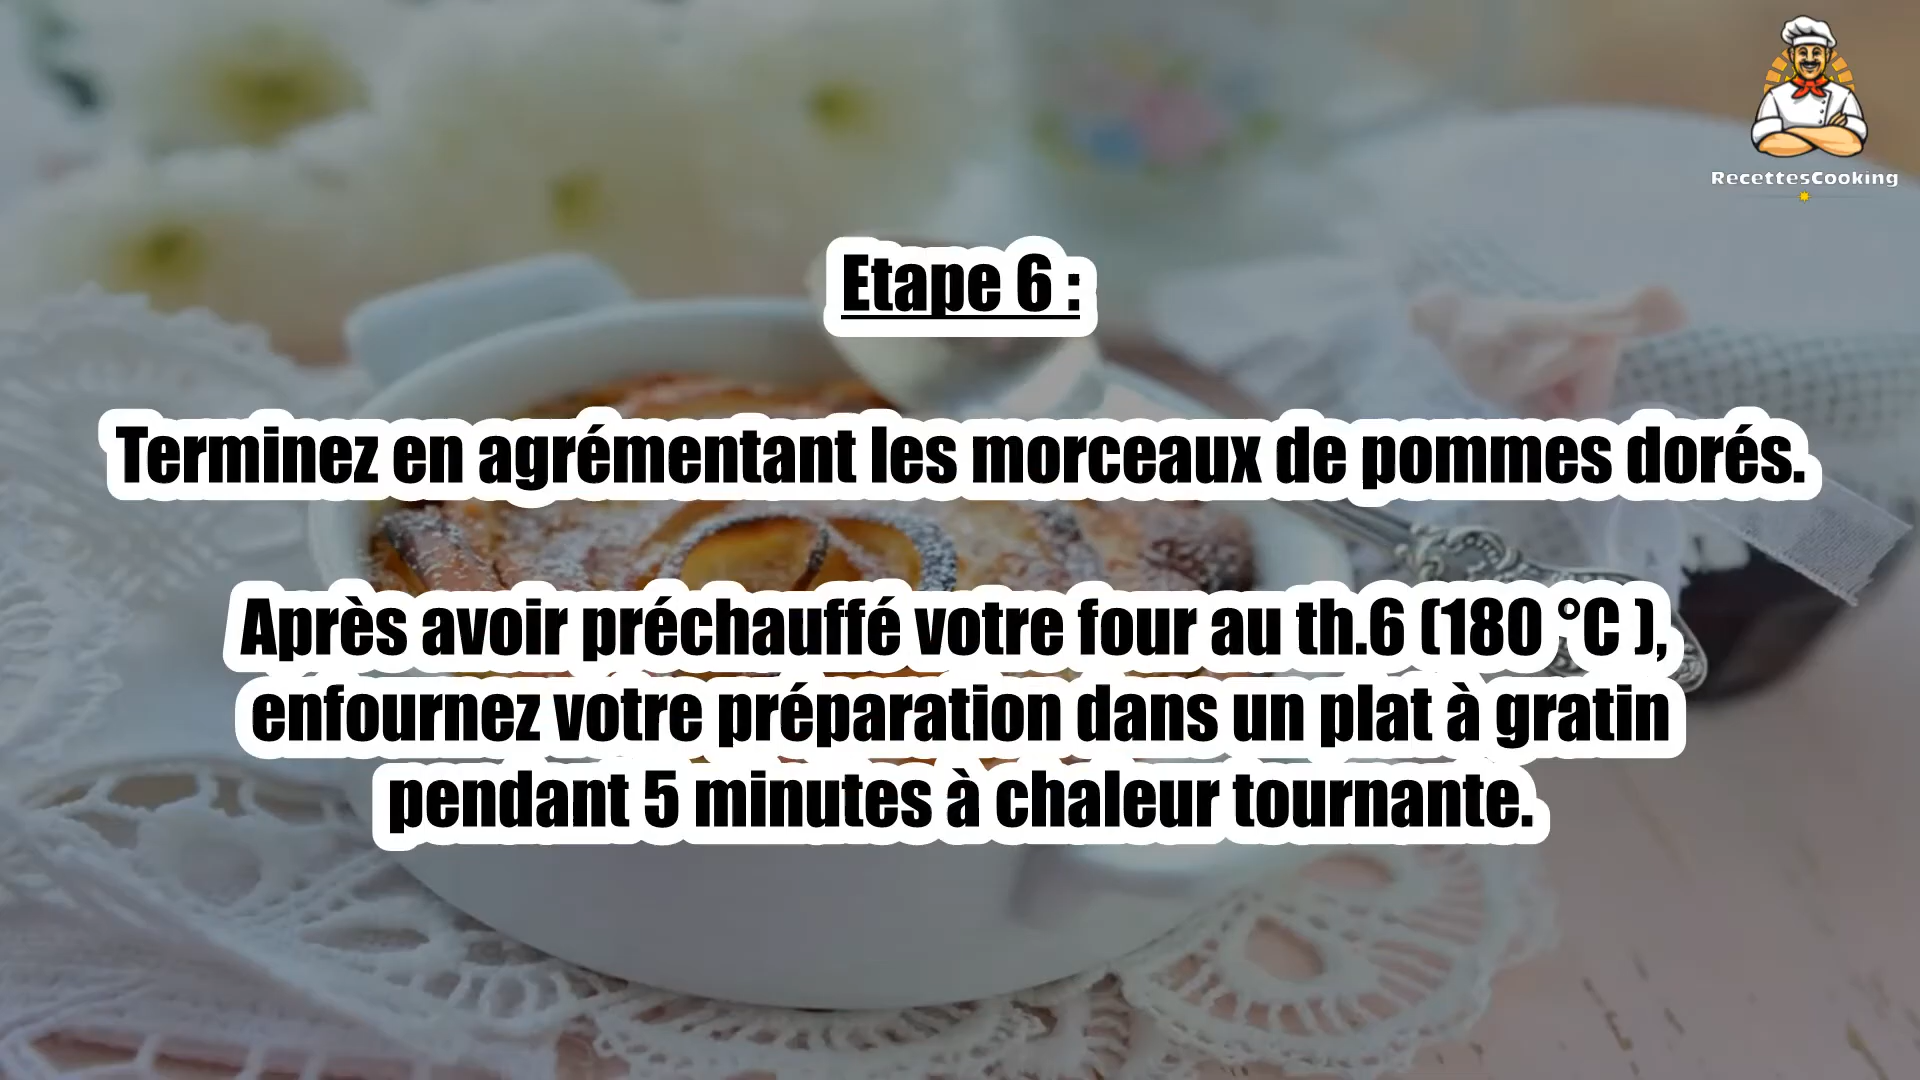 RecettesCooking
Etape 6 :
Terminez en agrémentant les morceaux de pommes dorés.
Après avoir préchauffé votre four au th.6 (180 °C ),
enfournez votre préparation dans un plat à gratin
pendant 5 minutes à chaleur tournante.